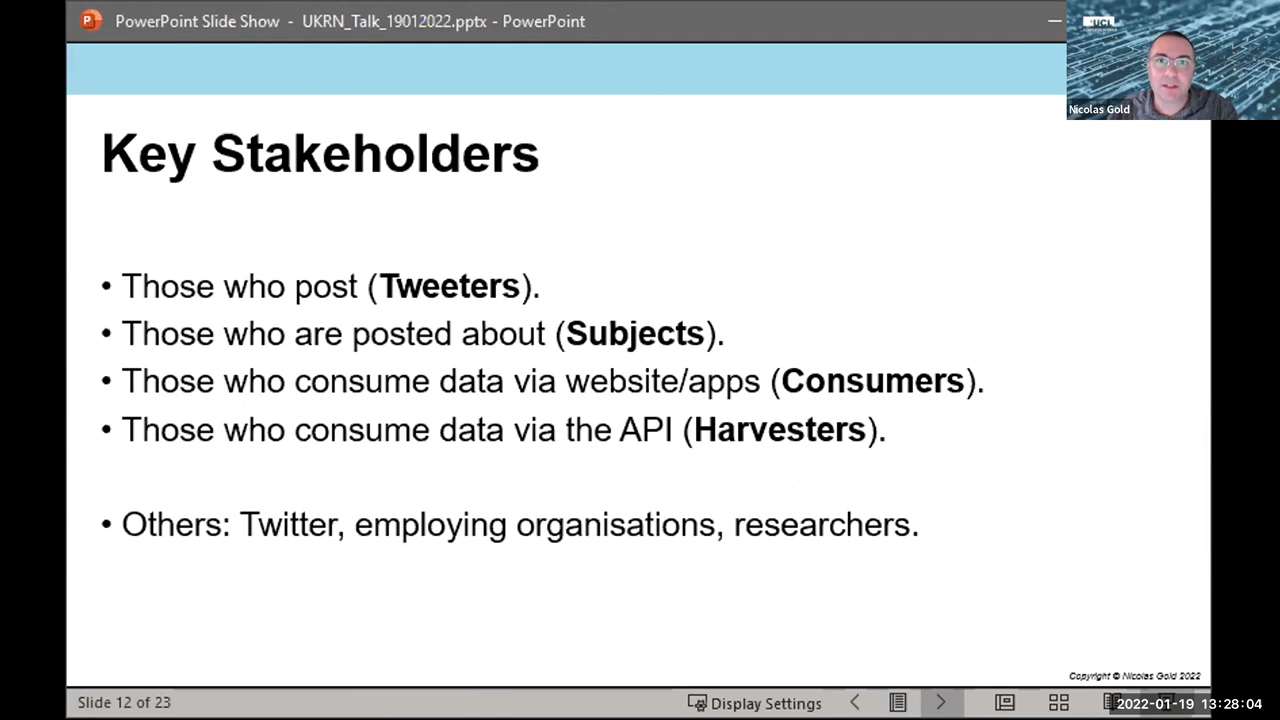 PowerPoint Slide Show - UKRN_Talk_19012022.pptx - PowerPoint
UCL
Nicolas Gold
Key Stakeholders
• Those who post (Tweeters).
• Those who are posted about (Subjects).
• Those who consume data via website/apps (Consumers).
• Those who consume data via the API (Harvesters).
• Others: Twitter, employing organisations, researchers.
Copyright © Nicolas Gold 2022
Slide 12 of 23
Display Settings
2022-01-19 13:28:04